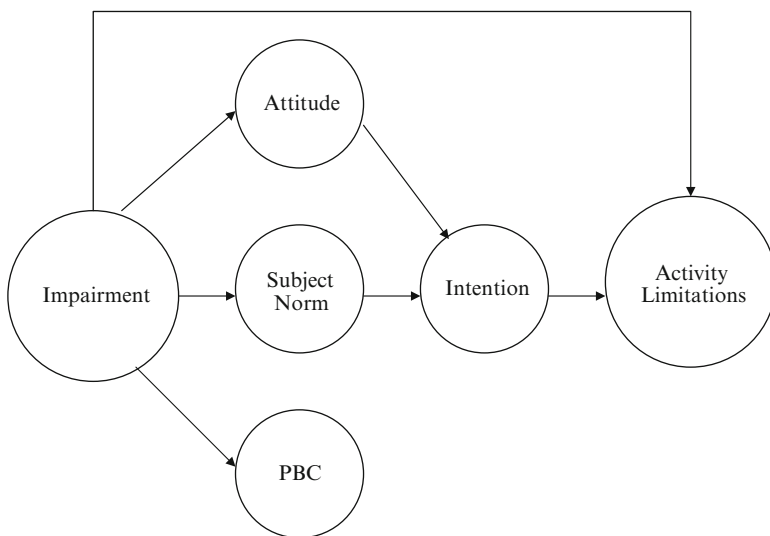 Attitude
Impairment
Subject
Norm
Intention
Activity
Limitations
PBC